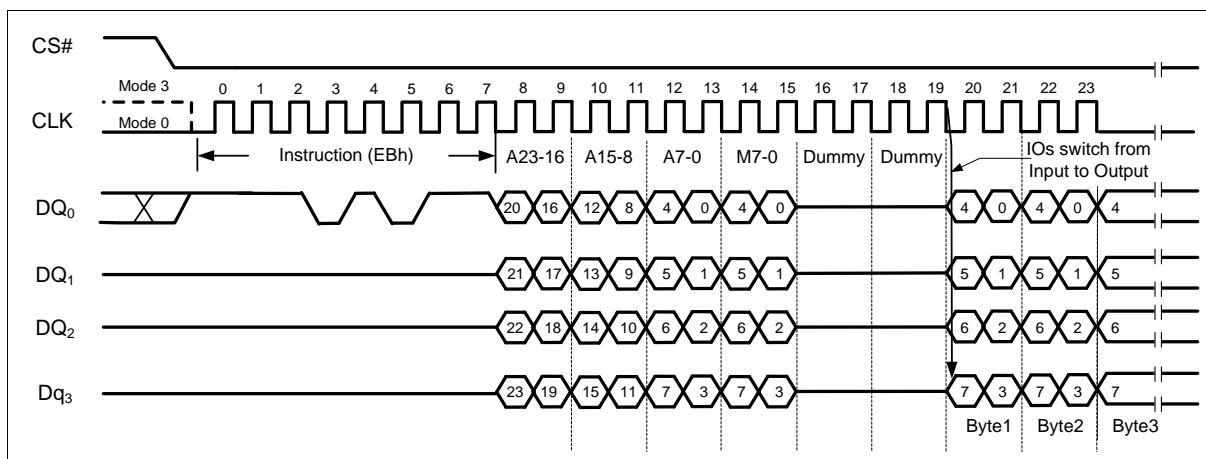 CS#
Mode 3
0 1 2 3 4 5 6 7 8 9 10 11 12 13 14 15 16 17 18 19 20 21 22 23
CLK
Mode 0
Instruction (EBh) A23-16 A15-8 A7-0 M7-0 Dummy Dummy
IOs switch from
Input to Output
DQ0 20 16 12 8 4 0 4 0 4 0 4 0 4
DQ1 21 17 13 9 5 1 5 1 5 1 5 1 5
DQ2 22 18 14 10 6 2 6 2 6 2 6 2 6
Dq3 23 19 15 11 7 3 7 3 7 3 7 3 7
Byte1 Byte2 Byte3